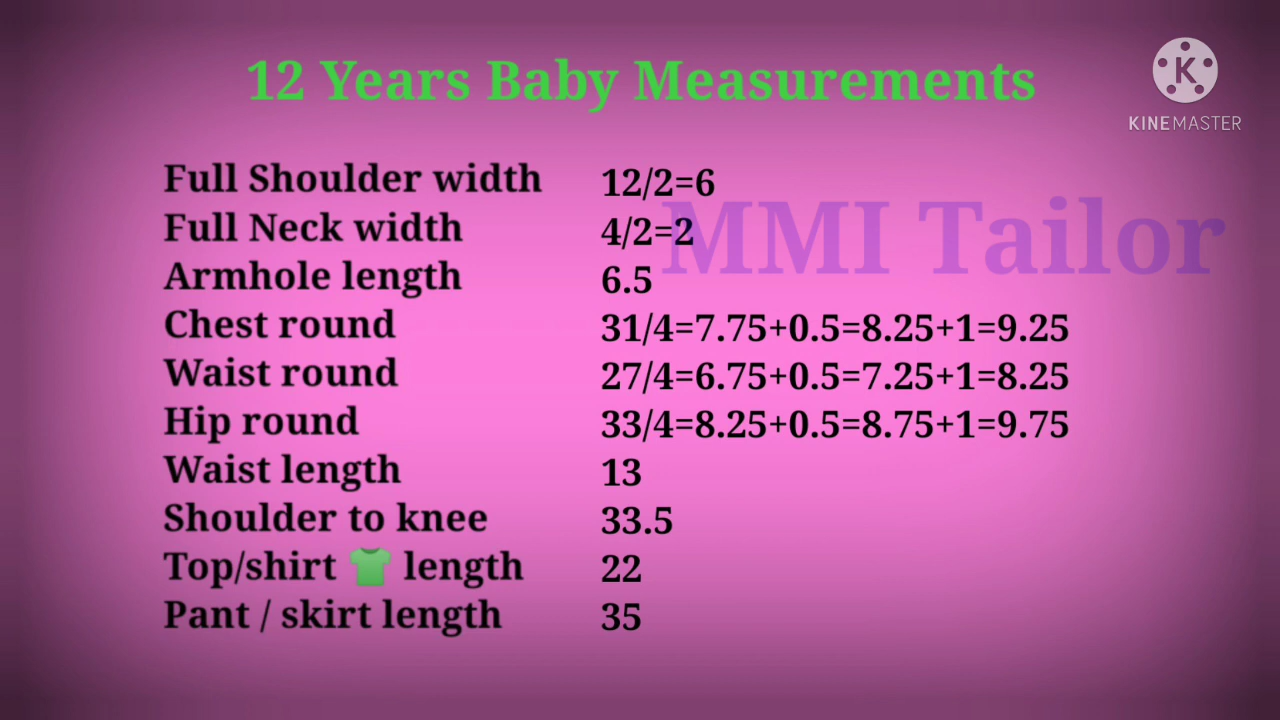 12 Years Baby Measurements
KINEMASTER
MMI Tailor
Full Shoulder width 12/2=6
Full Neck width 4/2=2
Armhole length 6.5
Chest round 31/4=7.75+0.5=8.25+1=9.25
Waist round 27/4=6.75+0.5=7.25+1=8.25
Hip round 33/4=8.25+0.5=8.75+1=9.75
Waist length 13
Shoulder to knee 33.5
Top/shirt 👕 length 22
Pant / skirt length 35